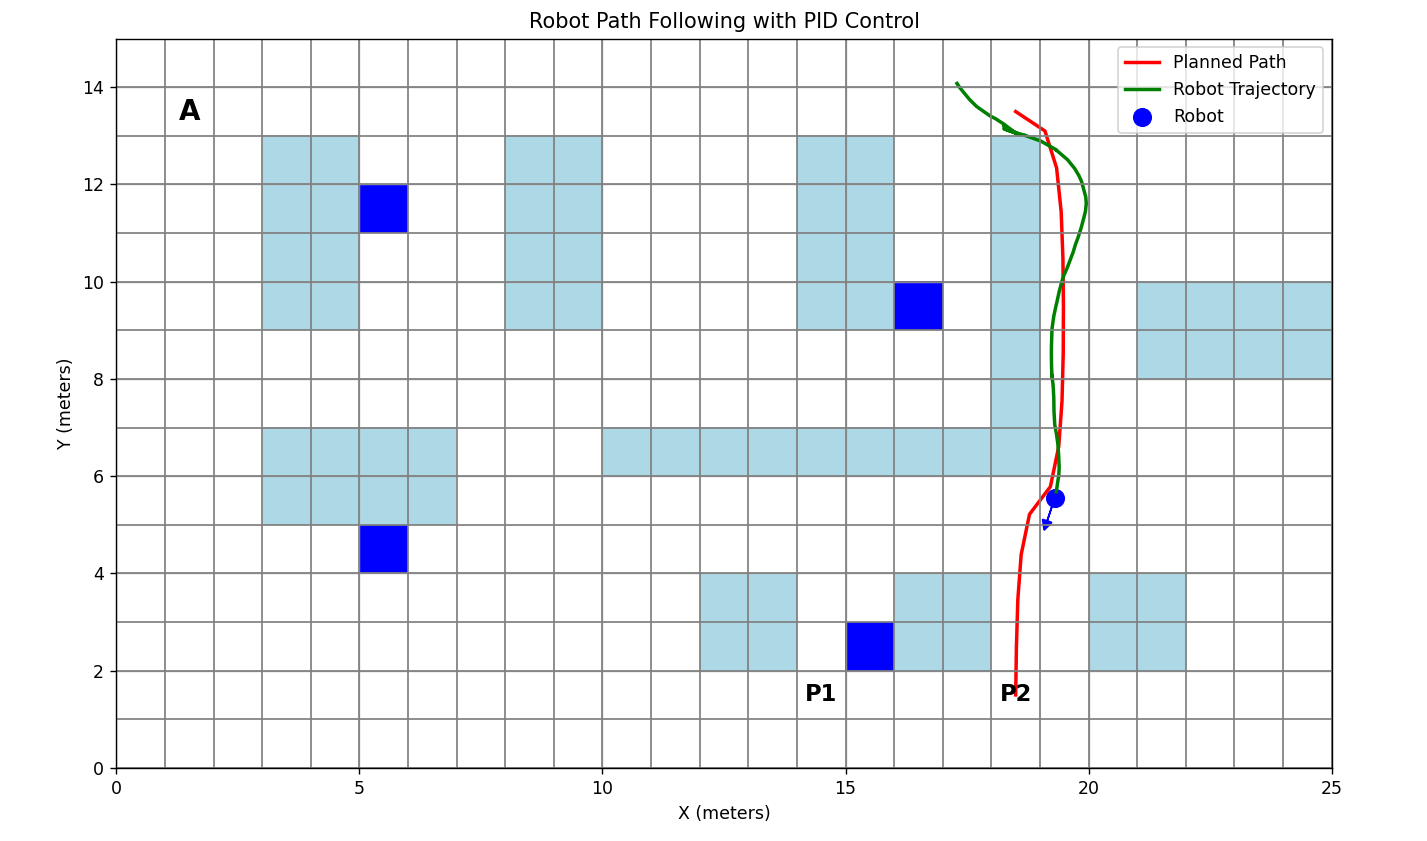 Robot Path Following with PID Control
Planned Path
Robot Trajectory
Robot
A
P1
P2
14
12
10
8
6
4
2
0
Y (meters)
0
5
10
15
20
25
X (meters)